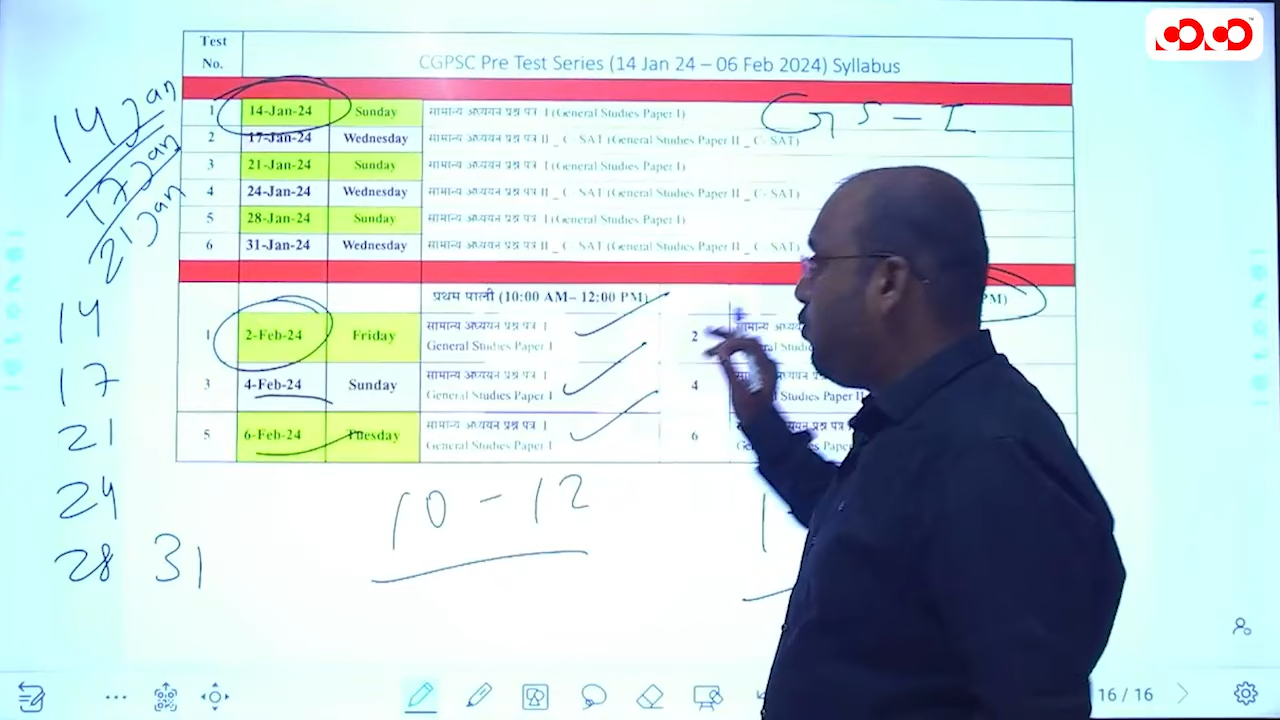 Test No.
CGPSC Pre Test Series (14 Jan 24 – 06 Feb 2024) Syllabus
1 14-Jan-24 Sunday सामान्य अध्ययन प्रश्न पत्र I (General Studies Paper I)
2 17-Jan-24 Wednesday सामान्य अध्ययन प्रश्न पत्र II _ C- SAT (General Studies Paper II _ C- SAT)
3 21-Jan-24 Sunday सामान्य अध्ययन प्रश्न पत्र I (General Studies Paper I)
4 24-Jan-24 Wednesday सामान्य अध्ययन प्रश्न पत्र II _ C- SAT (General Studies Paper II _ C- SAT)
5 28-Jan-24 Sunday सामान्य अध्ययन प्रश्न पत्र I (General Studies Paper I)
6 31-Jan-24 Wednesday सामान्य अध्ययन प्रश्न पत्र II _ C- SAT (General Studies Paper II _ C- SAT)
GS – I
प्रथम पाली (10:00 AM– 12:00 PM) PM)
1 2-Feb-24 Friday सामान्य अध्ययन प्रश्न पत्र I 2 सामान्य
General Studies Paper I
3 4-Feb-24 Sunday सामान्य अध्ययन प्रश्न पत्र I 4
General Studies Paper I Studies Paper II
5 6-Feb-24 Tuesday सामान्य अध्ययन प्रश्न पत्र I 6
General Studies Paper I General Studies
14 Jan
17 Jan
21 Jan
14
17
21
24
28 31
10 – 12
16 / 16